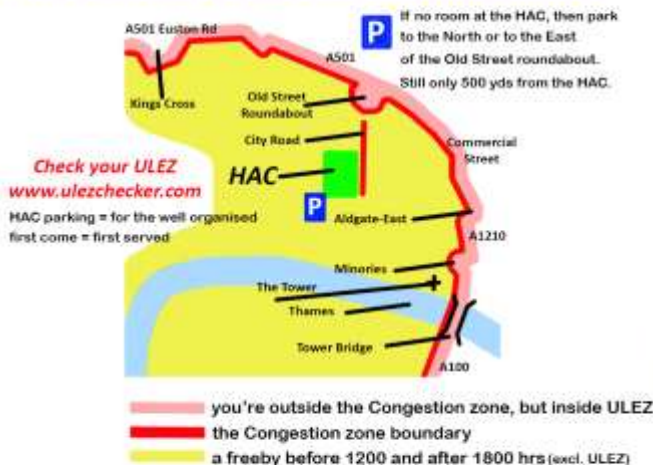 A501 Euston Rd
P
If no room at the HAC, then park
to the North or to the East
of the Old Street roundabout.
Still only 500 yds from the HAC.
A501
Kings Cross
Old Street
Roundabout
City Road
Commercial
Street
Check your ULEZ
www.ulezchecker.com
HAC
HAC parking = for the well organised
first come = first served
P
Aldgate-East
A1210
Minories
The Tower
Thames
Tower Bridge
A100
you're outside the Congestion zone, but inside ULEZ
the Congestion zone boundary
a freeby before 1200 and after 1800 hrs (excl. ULEZ)